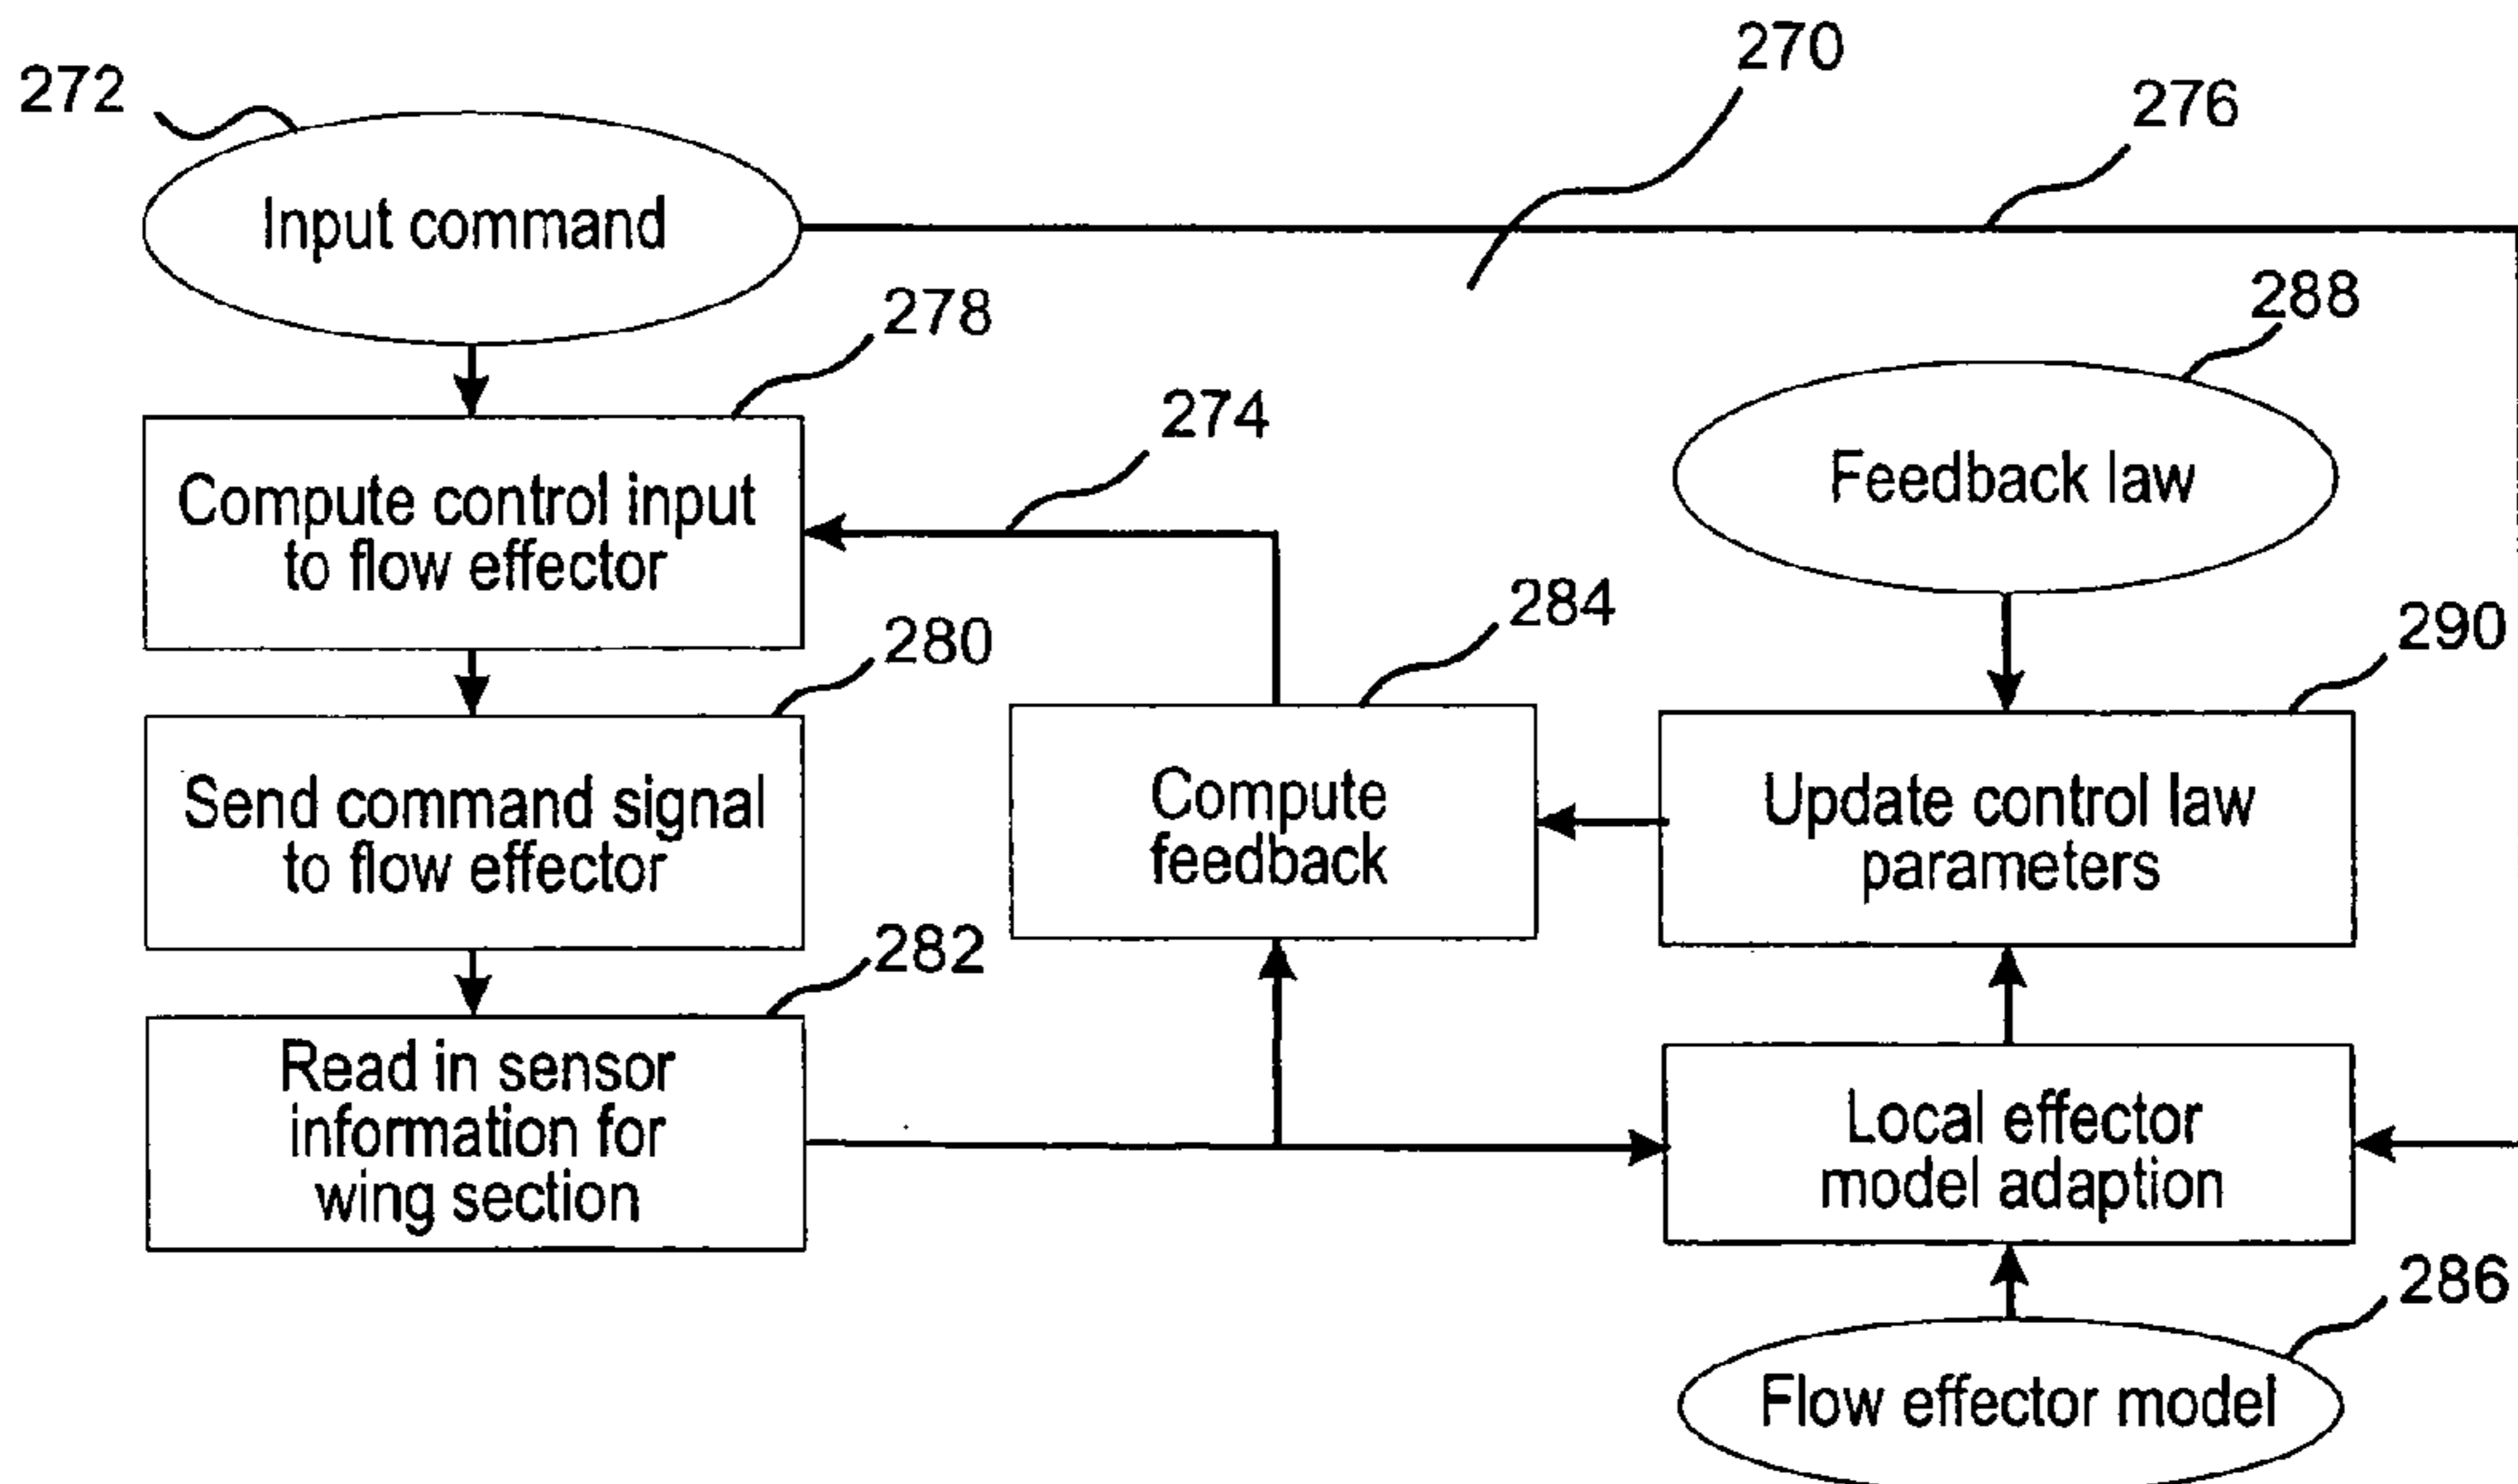 270
272
276
Input command
288
278
274
Feedback law
Compute control input
to flow effector
284
290
280
Send command signal
to flow effector
Compute
feedback
Update control law
parameters
282
Read in sensor
information for
wing section
Local effector
model adaption
286
Flow effector model